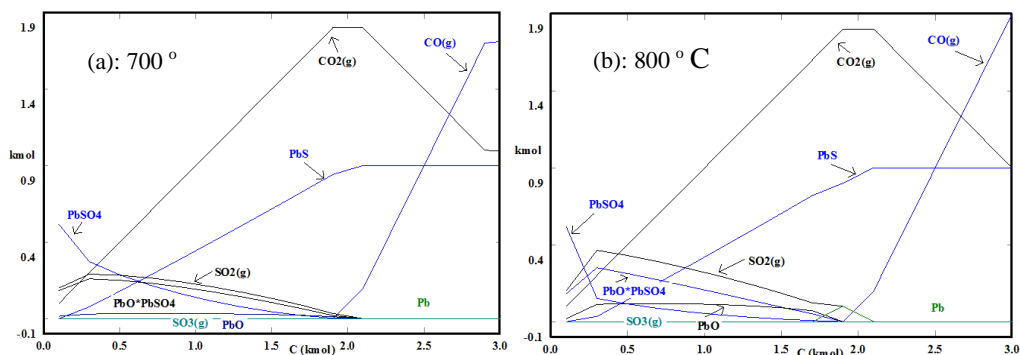 1.9
(a): 700 °
CO(g)
CO2(g)
1.4
kmol
PbS
0.9
PbSO4
0.4
SO2(g)
PbO*PbSO4
Pb
SO3(g)
PbO
-0.1
0.0
0.5
1.0
1.5
2.0
2.5
3.0
C (kmol)
1.9
(b): 800 ° C
CO(g)
CO2(g)
1.4
kmol
PbS
0.9
PbSO4
0.4
SO2(g)
PbO*PbSO4
Pb
SO3(g)
PbO
-0.1
0.0
0.5
1.0
1.5
2.0
2.5
3.0
C (kmol)